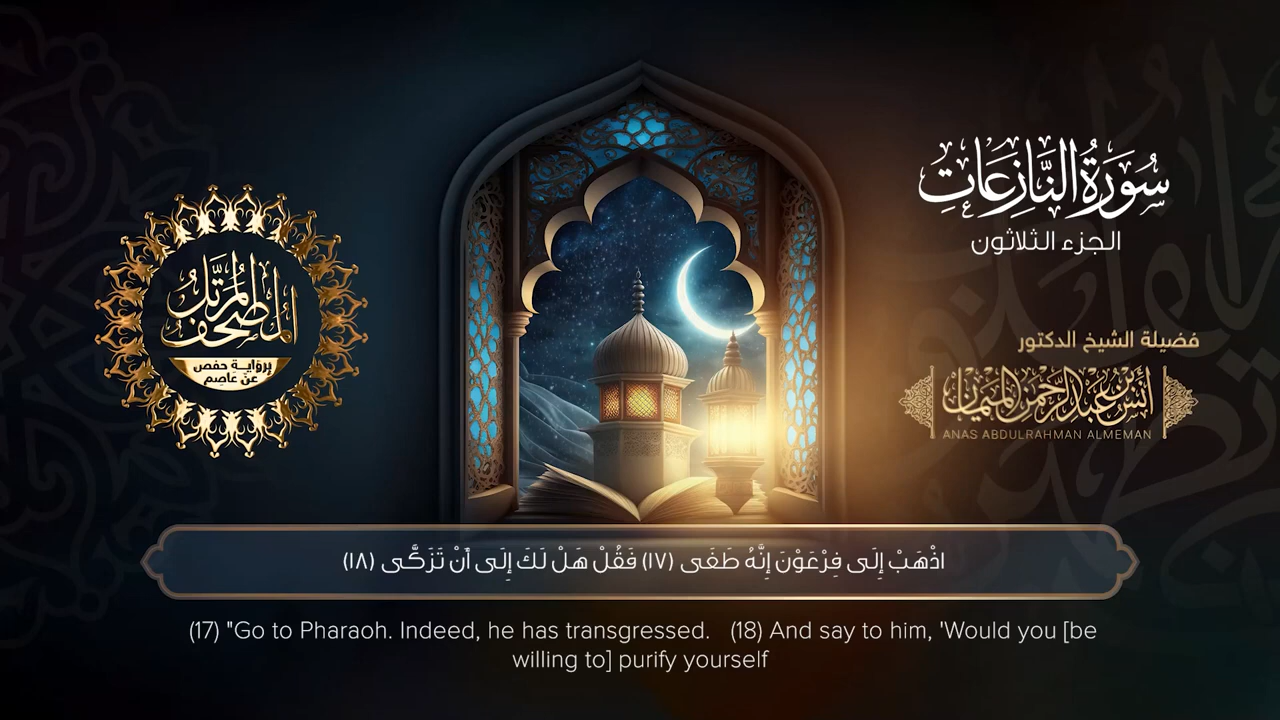 سُورَةُ النَّازِعَاتِ
الجزء الثلاثون
المصحف المرتل
برواية حفص
عن عاصم
فضيلة الشيخ الدكتور
أنس بن عبد الرحمن الميمان
ANAS ABDULRAHMAN ALMEMAN
اذْهَبْ إِلَى فِرْعَوْنَ إِنَّهُ طَغَى (١٧) فَقُلْ هَلْ لَكَ إِلَى أَنْ تَزَكَّى (١٨)
(17) "Go to Pharaoh. Indeed, he has transgressed. (18) And say to him, 'Would you [be
willing to] purify yourself